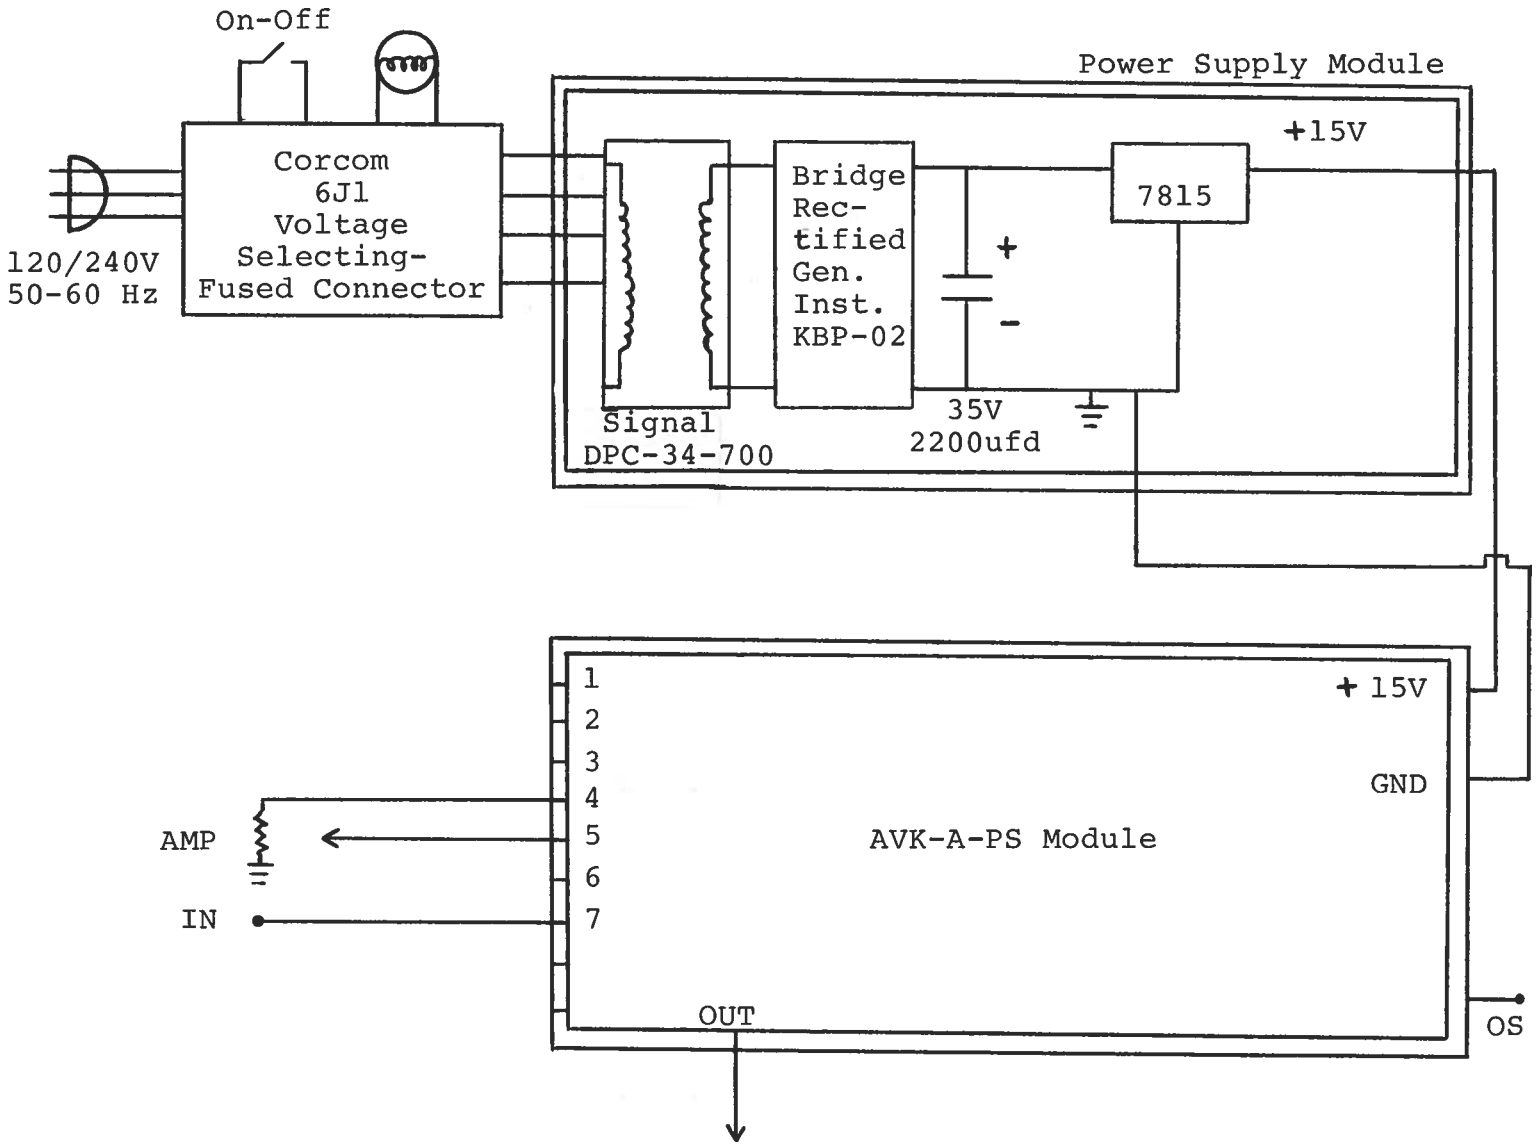 On-Off
Power Supply Module
+15V
Corcom
6J1
Voltage
Selecting-
Fused Connector
120/240V
50-60 Hz
Bridge
Rec-
tified
Gen.
Inst.
KBP-02
7815
+
-
35V
2200ufd
Signal
DPC-34-700
1
2
3
4
5
6
7
+ 15V
GND
AMP
AVK-A-PS Module
IN
OUT
OS